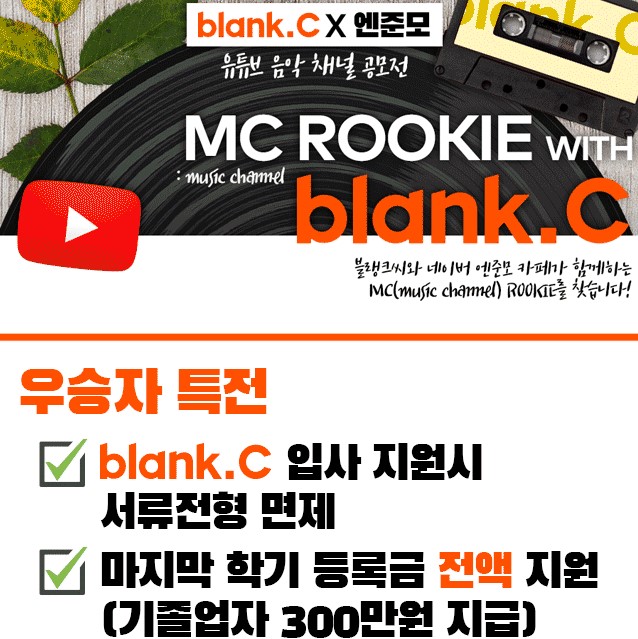 blank.C X 엔준모
유튜브 음악 채널 공모전
blank.C
MC ROOKIE WITH
: music channel
blank.C
블랭크씨와 네이버 엔준모 카페가 함께하는
MC(music channel) ROOKIE를 찾습니다!
우승자 특전
blank.C 입사 지원시
서류전형 면제
마지막 학기 등록금 전액 지원
(기졸업자 300만원 지급)